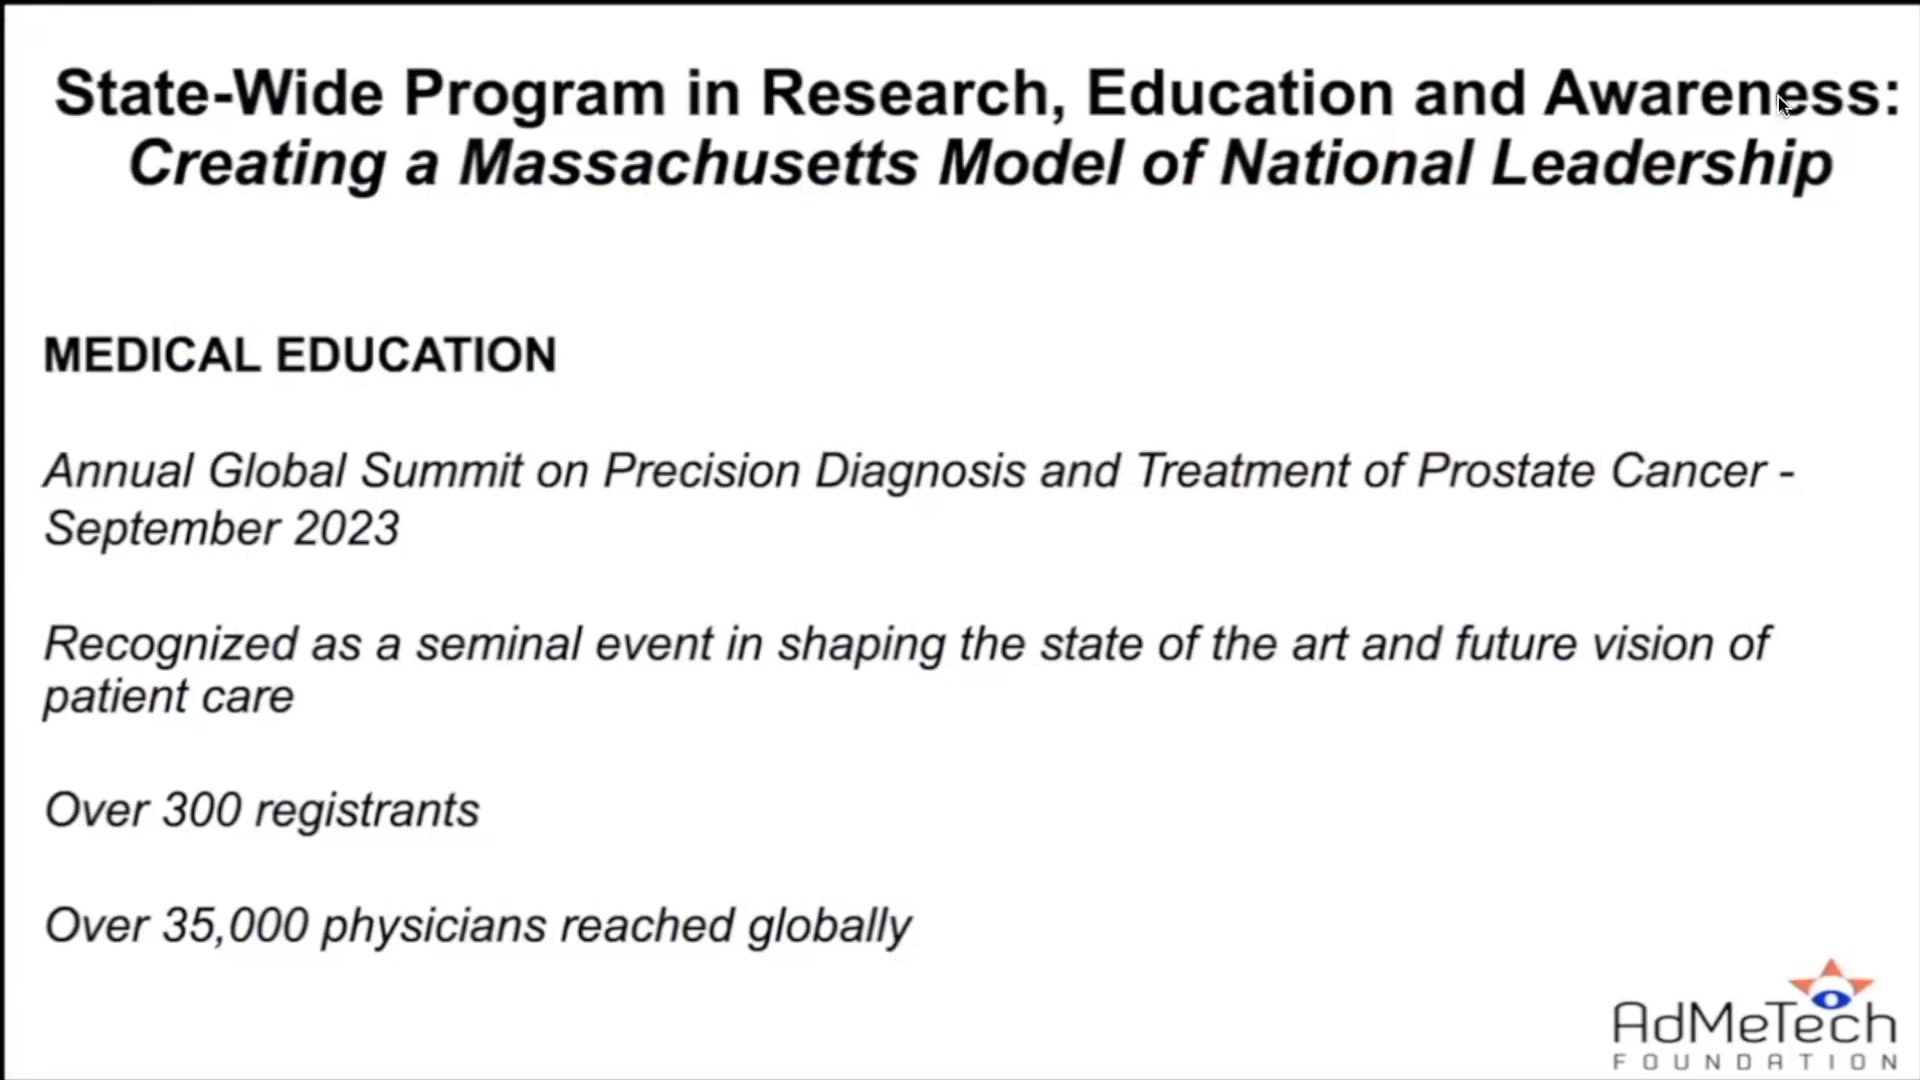 State-Wide Program in Research, Education and Awareness:
Creating a Massachusetts Model of National Leadership
MEDICAL EDUCATION
Annual Global Summit on Precision Diagnosis and Treatment of Prostate Cancer -
September 2023
Recognized as a seminal event in shaping the state of the art and future vision of
patient care
Over 300 registrants
Over 35,000 physicians reached globally
AdMeTech
FOUNDATION